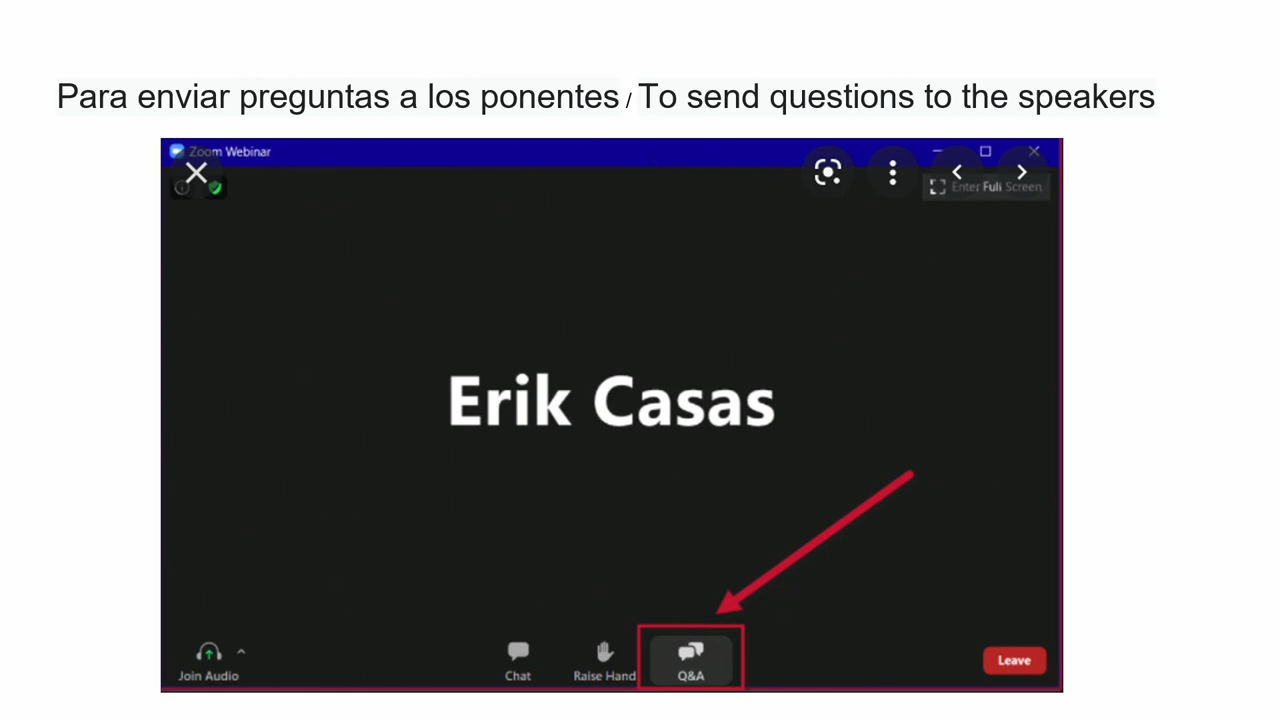 Para enviar preguntas a los ponentes / To send questions to the speakers
Zoom Webinar
Enter Full Screen
Erik Casas
Join Audio
Chat
Raise Hand
Q&A
Leave